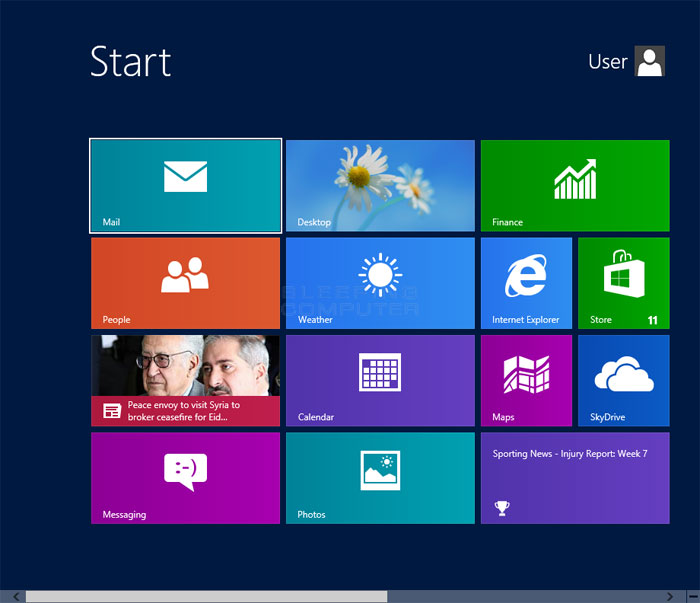 Start
User
Mail
Desktop
Finance
People
Weather
Internet Explorer
Store
11
BLEEPING
COMPUTER
Peace envoy to visit Syria to
broker ceasefire for Eid...
Calendar
Maps
SkyDrive
Messaging
Photos
Sporting News - Injury Report: Week 7